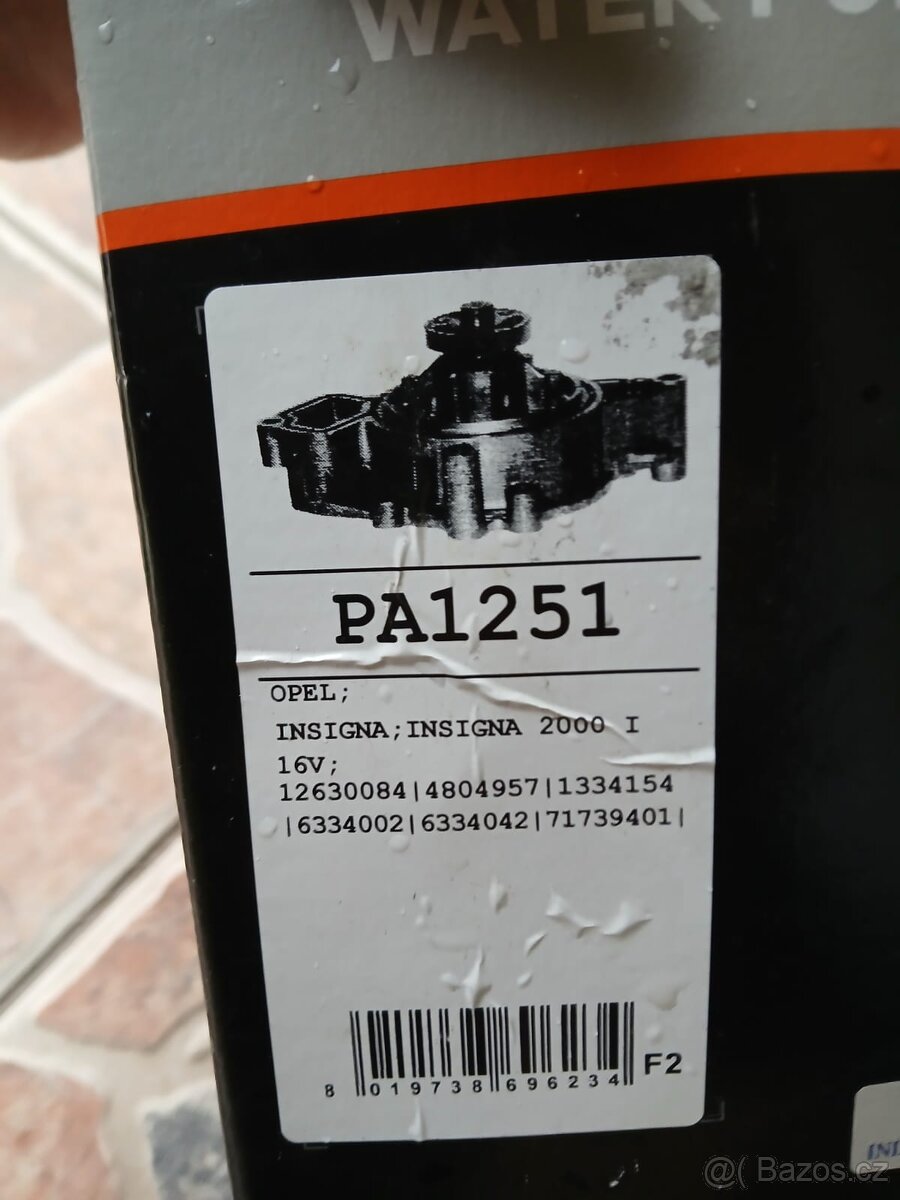 WATER
PA1251
OPEL;
INSIGNA;INSIGNA 2000 I
16V;
12630084|4804957|1334154
|6334002|6334042|71739401|
8 019738 696234 F2
@( Bazos.cz